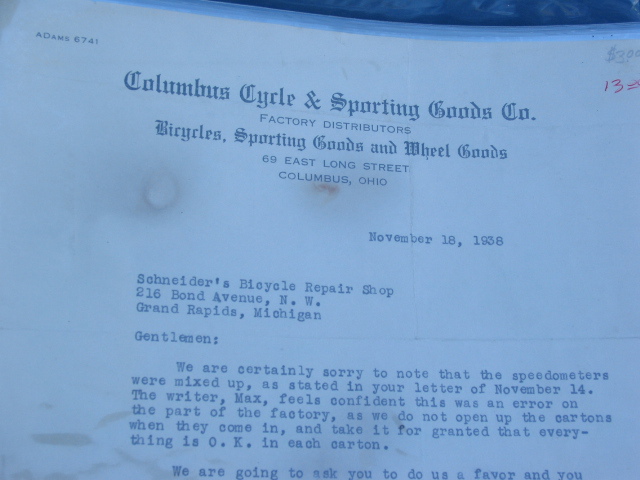 ADAMS 6741
$3.00
13
Columbus Cycle & Sporting Goods Co.
FACTORY DISTRIBUTORS
Bicycles, Sporting Goods and Wheel Goods
69 EAST LONG STREET
COLUMBUS, OHIO
November 18, 1938
Schneider's Bicycle Repair Shop
216 Bond Avenue, N. W.
Grand Rapids, Michigan
Gentlemen:
We are certainly sorry to note that the speedometers
were mixed up, as stated in your letter of November 14.
The writer, Max, feels confident this was an error on
the part of the factory, as we do not open up the cartons
when they come in, and take it for granted that every-
thing is O. K. in each carton.
We are going to ask you to do us a favor and you